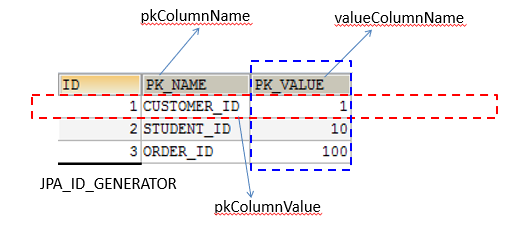 pkColumnName
valueColumnName
ID PK_NAME PK_VALUE
1 CUSTOMER_ID 1
2 STUDENT_ID 10
3 ORDER_ID 100
JPA_ID_GENERATOR
pkColumnValue